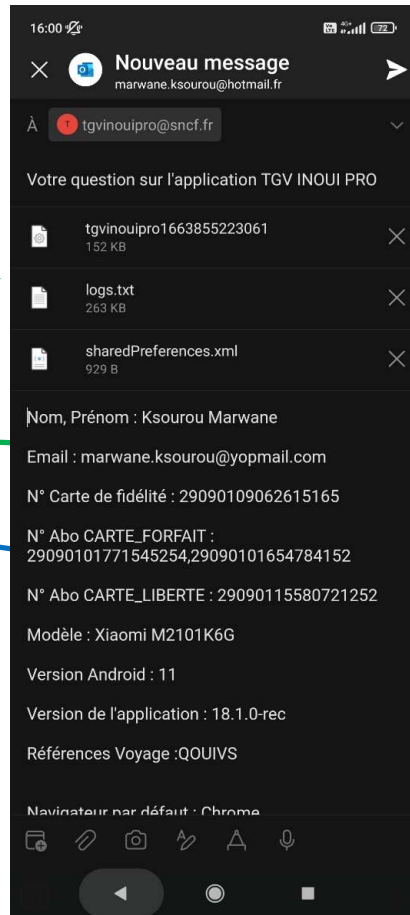 16:00
4G+
72
Nouveau message
marwane.ksourou@hotmail.fr
À
T
tgvinouipro@sncf.fr
Votre question sur l'application TGV INOUI PRO
tgvinouipro1663855223061
152 KB
logs.txt
263 KB
sharedPreferences.xml
929 B
Nom, Prénom : Ksourou Marwane
Email : marwane.ksourou@yopmail.com
N° Carte de fidélité : 29090109062615165
N° Abo CARTE_FORFAIT :
29090101771545254,29090101654784152
N° Abo CARTE_LIBERTE : 29090115580721252
Modèle : Xiaomi M2101K6G
Version Android : 11
Version de l'application : 18.1.0-rec
Références Voyage :QOUIVS
Navigateur par défaut : Chrome